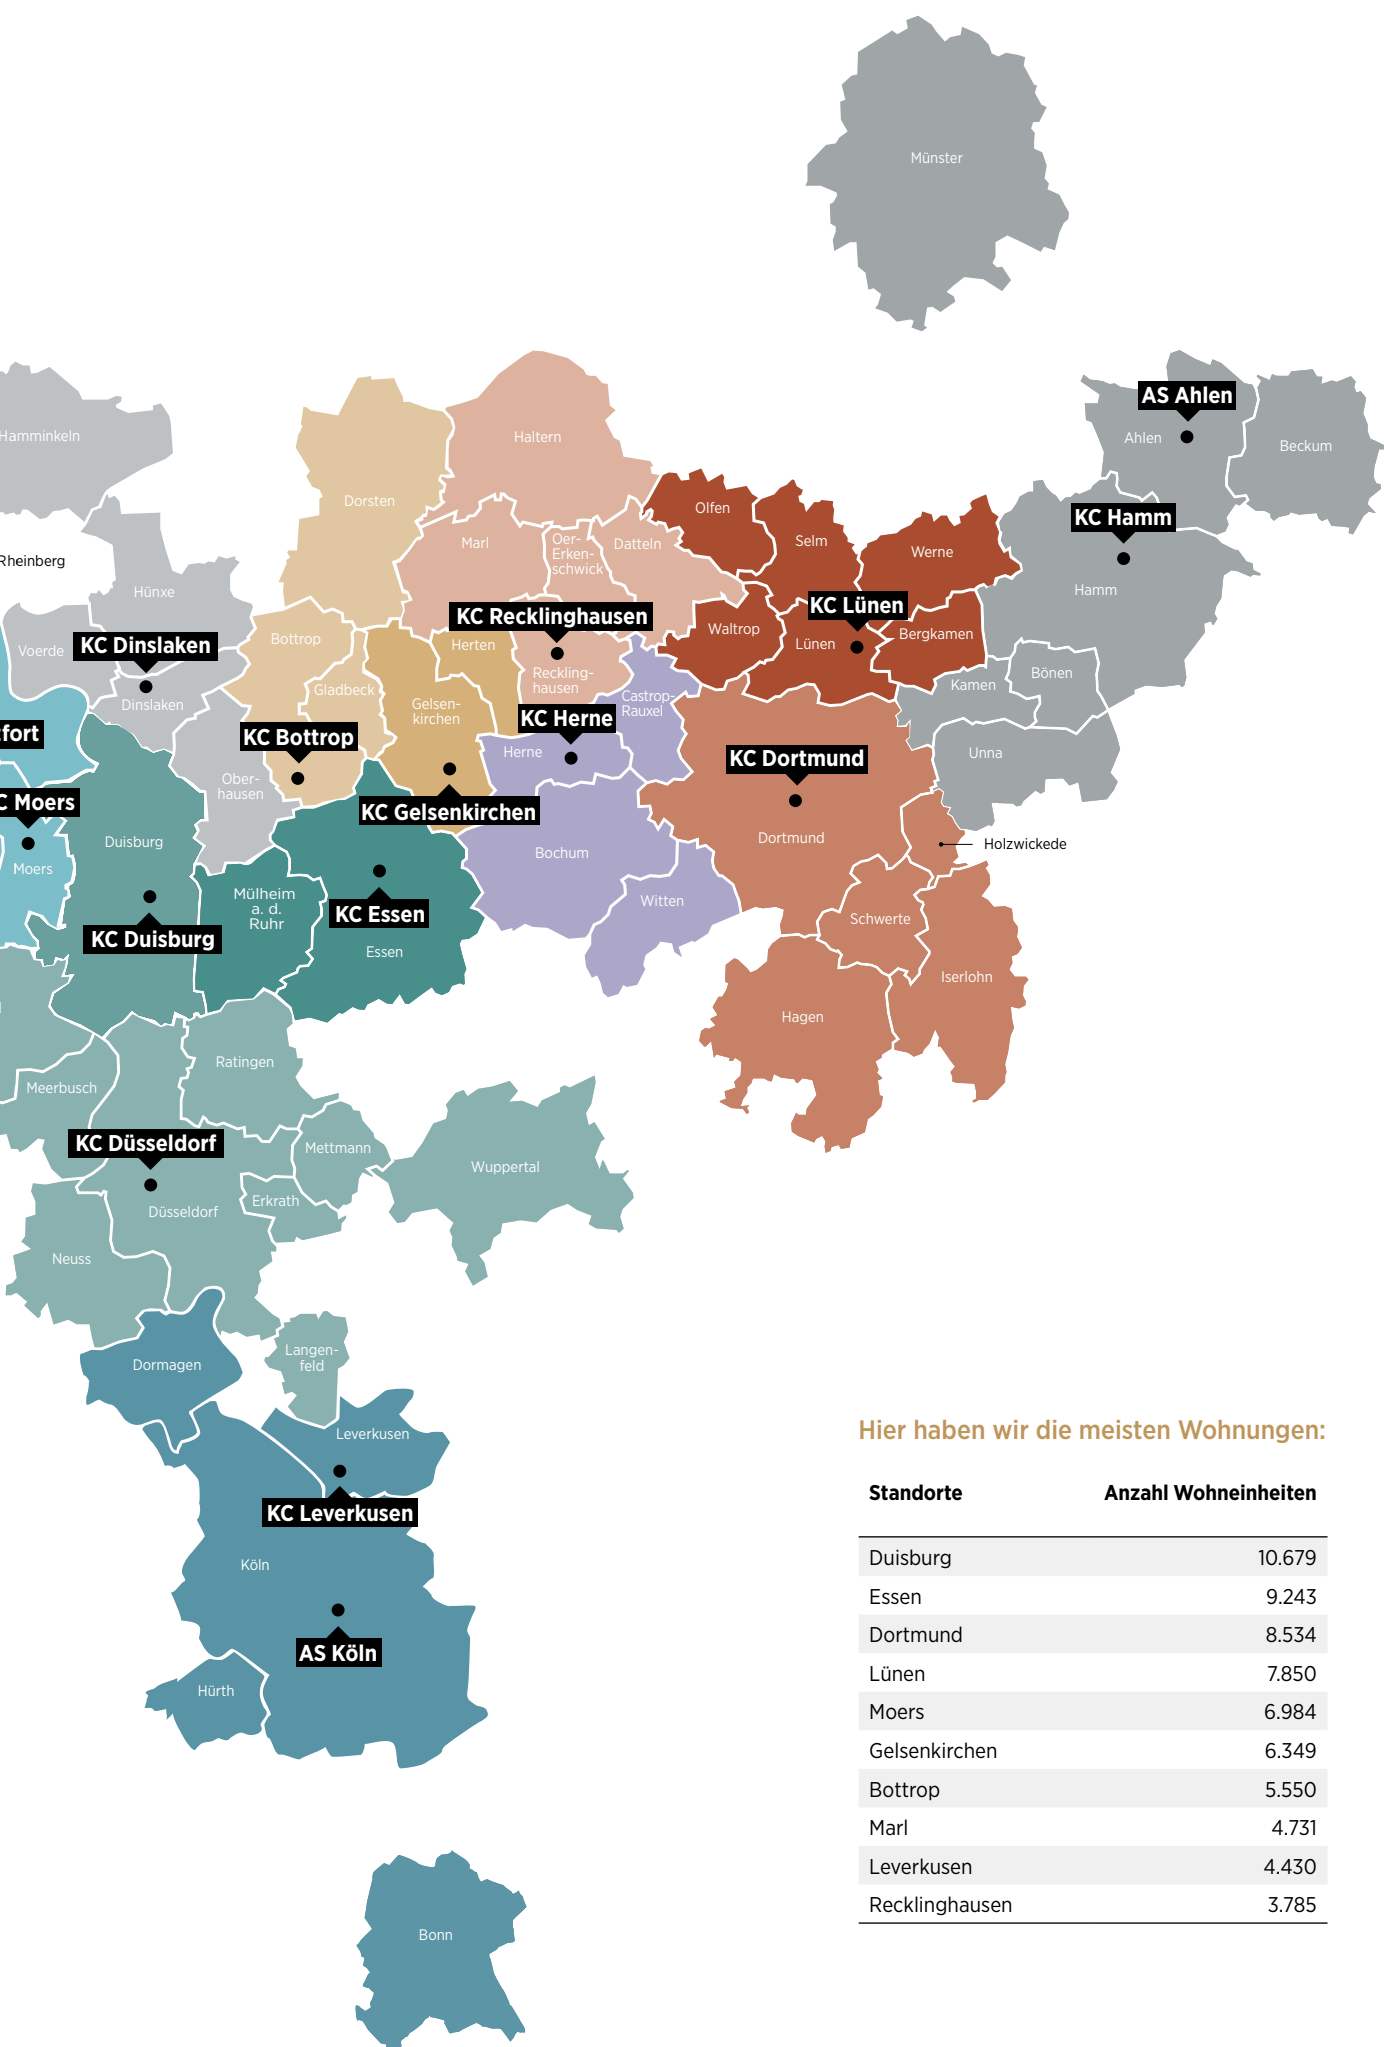 Münster
AS Ahlen
Hamminkeln
Haltern
Ahlen
Beckum
Dorsten
Olfen
KC Hamm
Marl
Oer-
Erken-
schwick
Datteln
Selm
Werne
Rheinberg
Hünxe
Hamm
KC Recklinghausen
KC Lünen
Voerde
KC Dinslaken
Bottrop
Herten
Waltrop
Lünen
Bergkamen
Reckling-
hausen
Bönen
Kamen
Dinslaken
Gladbeck
Gelsen-
kirchen
Castrop-
Rauxel
KC Herne
fort
KC Bottrop
Herne
KC Dortmund
Unna
Ober-
hausen
C Moers
KC Gelsenkirchen
Duisburg
Dortmund
Holzwickede
Moers
Bochum
Mülheim
a. d.
Ruhr
KC Essen
Witten
Schwerte
KC Duisburg
Essen
Iserlohn
Hagen
Ratingen
Meerbusch
KC Düsseldorf
Mettmann
Wuppertal
Erkrath
Düsseldorf
Neuss
Langen-
feld
Dormagen
Leverkusen
KC Leverkusen
Köln
AS Köln
Hürth
Bonn
Hier haben wir die meisten Wohnungen:
Standorte Anzahl Wohneinheiten
Duisburg 10.679
Essen 9.243
Dortmund 8.534
Lünen 7.850
Moers 6.984
Gelsenkirchen 6.349
Bottrop 5.550
Marl 4.731
Leverkusen 4.430
Recklinghausen 3.785